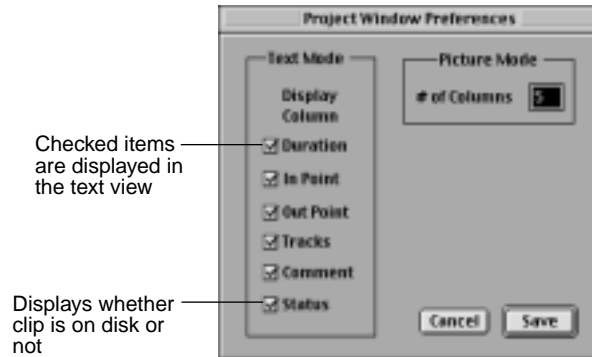 Project Window Preferences
Text Mode
Display
Column
Duration
In Point
Out Point
Tracks
Comment
Status
Picture Mode
# of Columns 5
Cancel
Save
Checked items
are displayed in
the text view
Displays whether
clip is on disk or
not